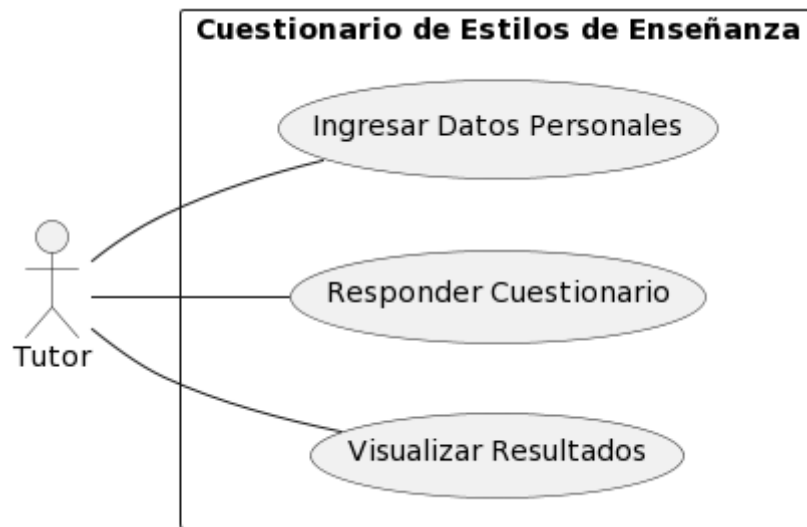 Cuestionario de Estilos de Enseñanza
Ingresar Datos Personales
Responder Cuestionario
Tutor
Visualizar Resultados